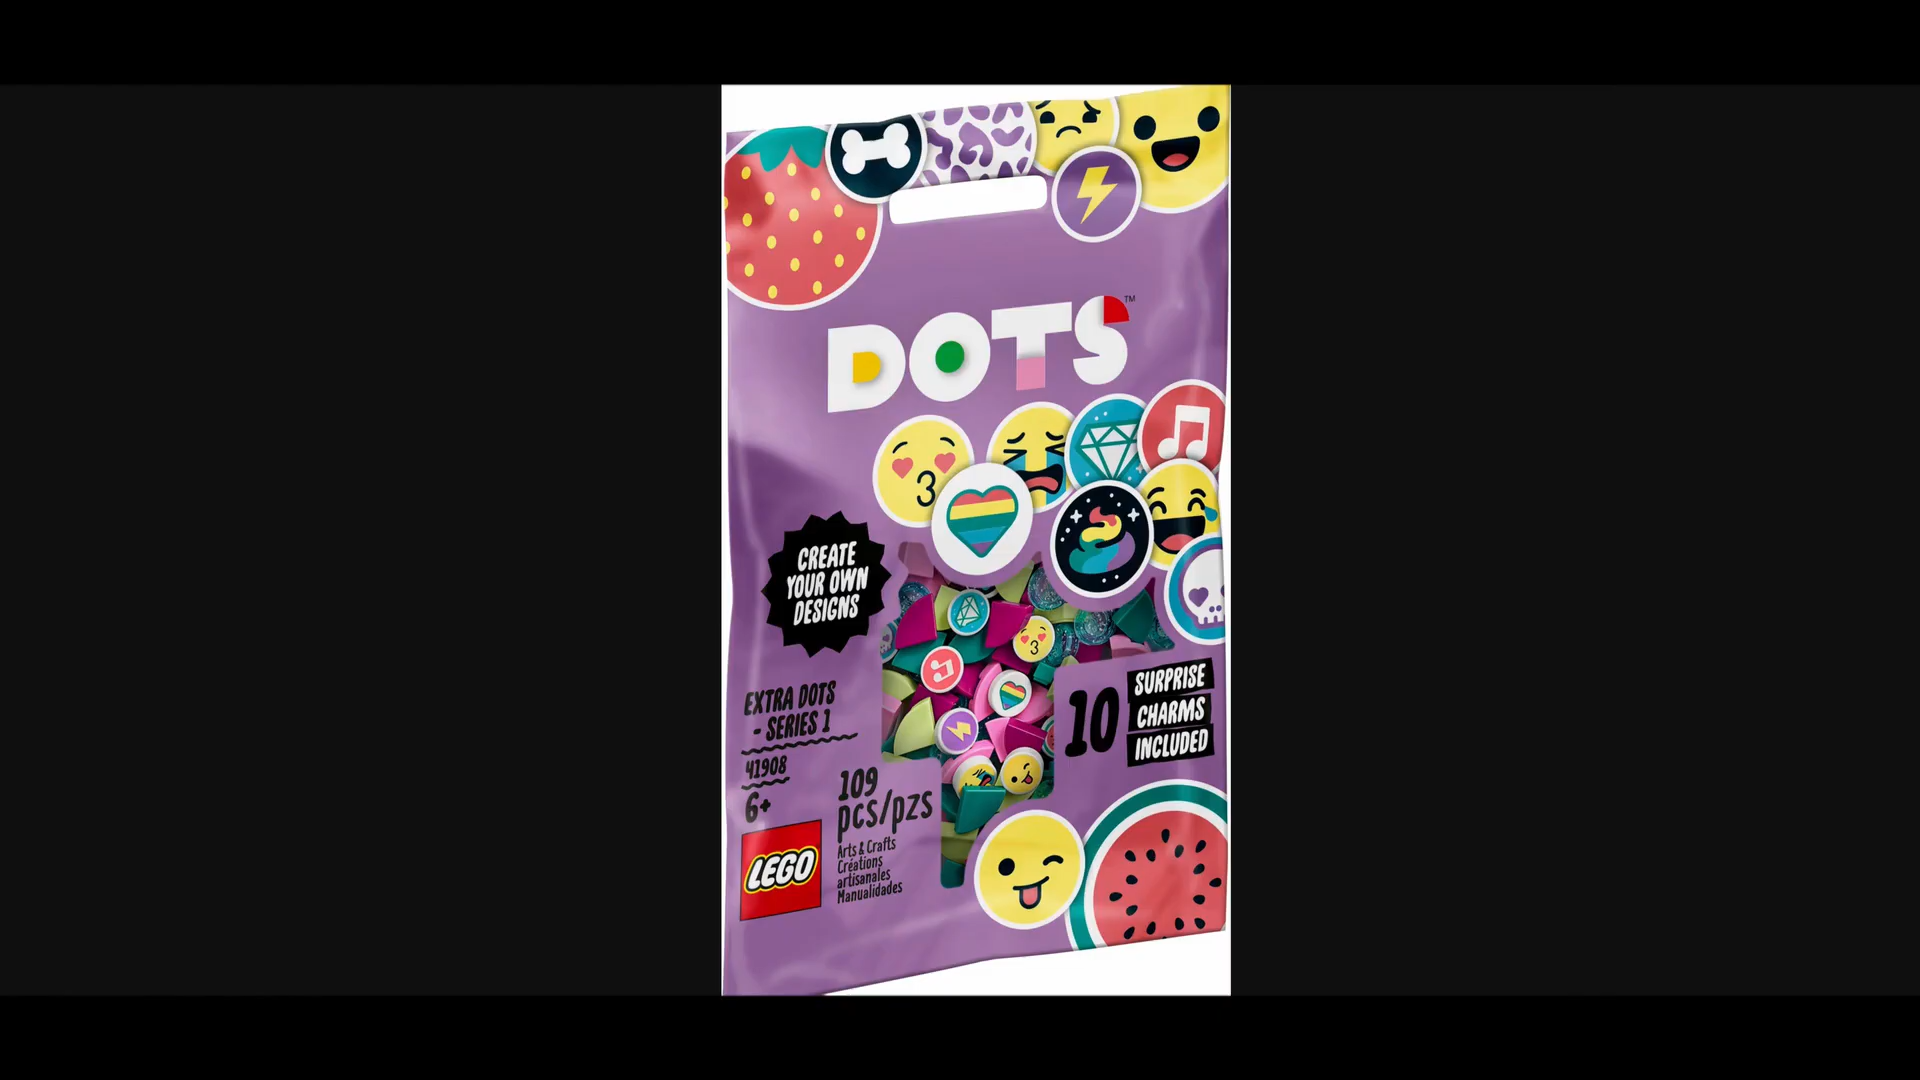 DOTS™
CREATE
YOUR OWN
DESIGNS
EXTRA DOTS
- SERIES 1
41908
6+
LEGO
109
pcs/pzs
Arts & Crafts
Créations
artisanales
Manualidades
10
SURPRISE
CHARMS
INCLUDED